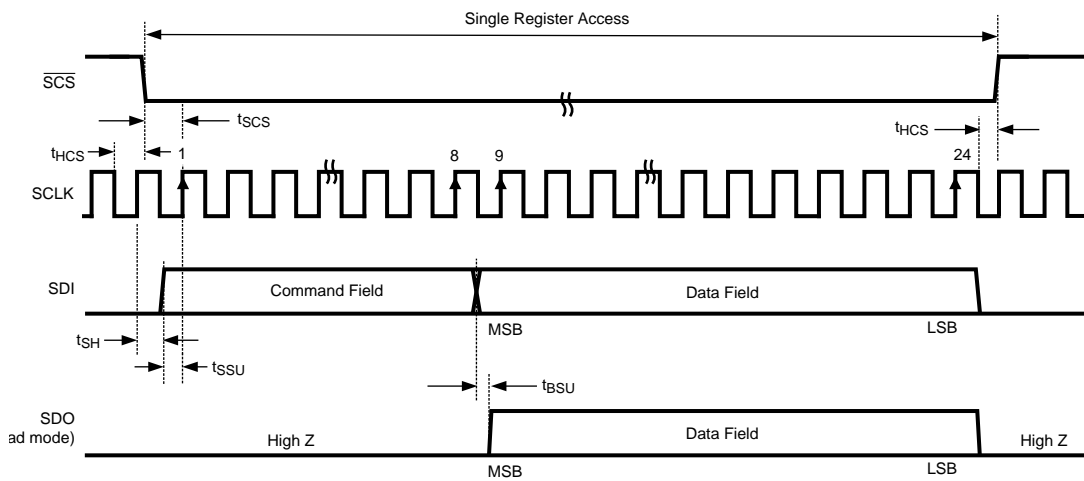 Single Register Access
SCS
tSCS
tHCS
tHCS
1
8
9
24
SCLK
SDI
Command Field
Data Field
MSB
LSB
tSH
tSSU
tBSU
SDO
ad mode)
High Z
Data Field
High Z
MSB
LSB